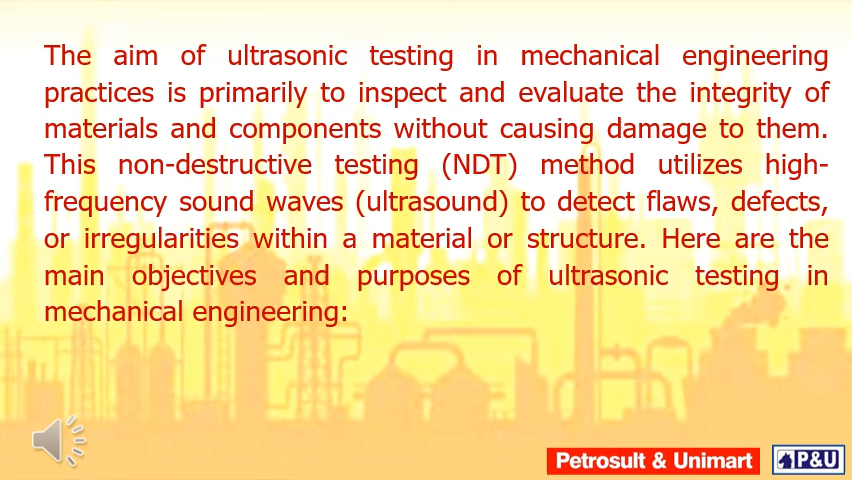 The aim of ultrasonic testing in mechanical engineering
practices is primarily to inspect and evaluate the integrity of
materials and components without causing damage to them.
This non-destructive testing (NDT) method utilizes high-
frequency sound waves (ultrasound) to detect flaws, defects,
or irregularities within a material or structure. Here are the
main objectives and purposes of ultrasonic testing in
mechanical engineering:
Petrosult & Unimart P&U